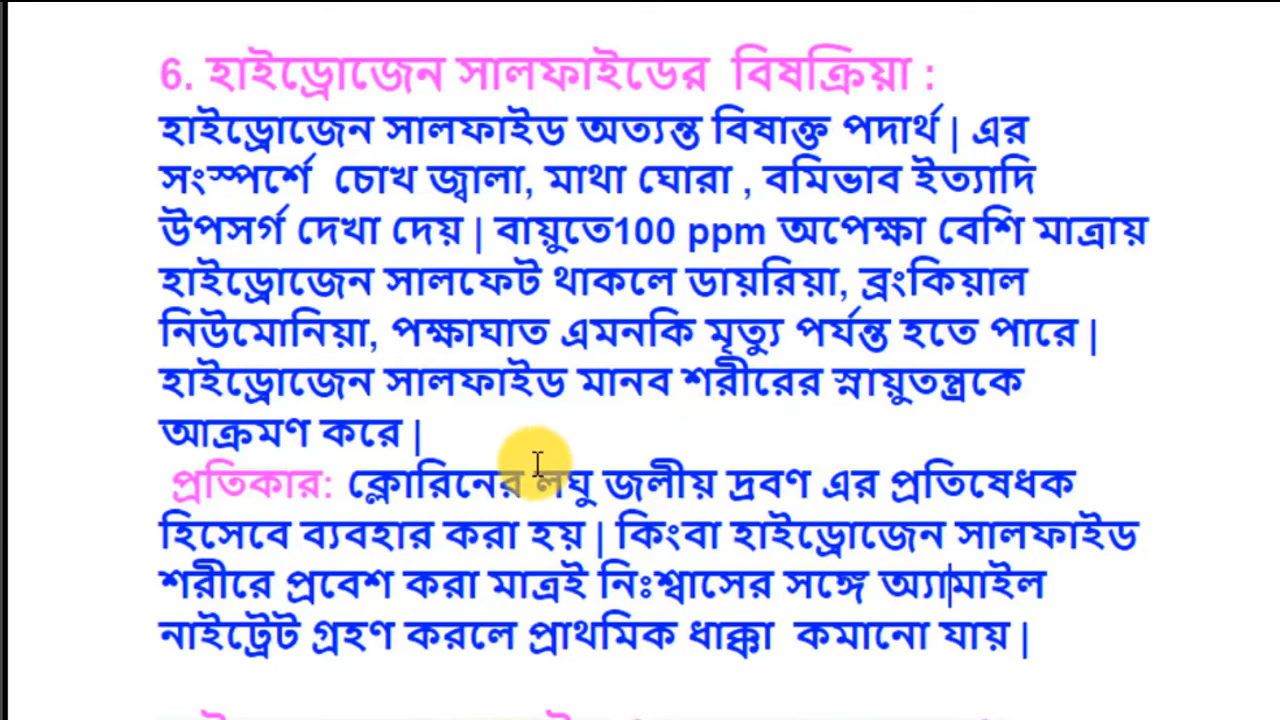 6. হাইড্রোজেন সালফাইডের বিষক্রিয়া :
হাইড্রোজেন সালফাইড অত্যন্ত বিষাক্ত পদার্থ | এর
সংস্পর্শে চোখ জ্বালা, মাথা ঘোরা , বমিভাব ইত্যাদি
উপসর্গ দেখা দেয় | বায়ুতে100 ppm অপেক্ষা বেশি মাত্রায়
হাইড্রোজেন সালফেট থাকলে ডায়রিয়া, ব্রংকিয়াল
নিউমোনিয়া, পক্ষাঘাত এমনকি মৃত্যু পর্যন্ত হতে পারে |
হাইড্রোজেন সালফাইড মানব শরীরের স্নায়ুতন্ত্রকে
আক্রমণ করে |
প্রতিকার: ক্লোরিনের লঘু জলীয় দ্রবণ এর প্রতিষেধক
হিসেবে ব্যবহার করা হয় | কিংবা হাইড্রোজেন সালফাইড
শরীরে প্রবেশ করা মাত্রই নিঃশ্বাসের সঙ্গে অ্যামাইল
নাইট্রেট গ্রহণ করলে প্রাথমিক ধাক্কা কমানো যায় |